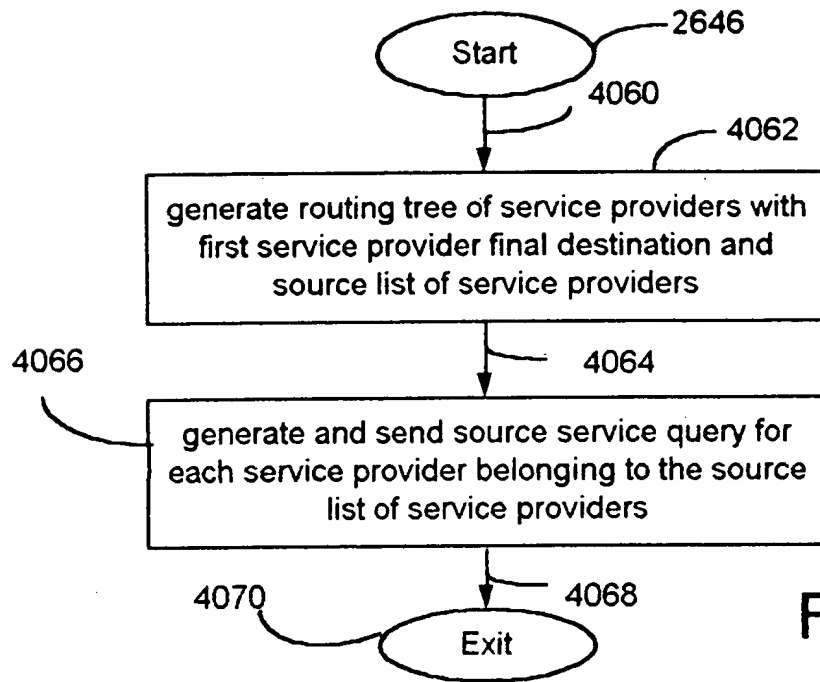 Start
2646
4060
4062
generate routing tree of service providers with
first service provider final destination and
source list of service providers
4064
4066
generate and send source service query for
each service provider belonging to the source
list of service providers
4068
4070
Exit
F